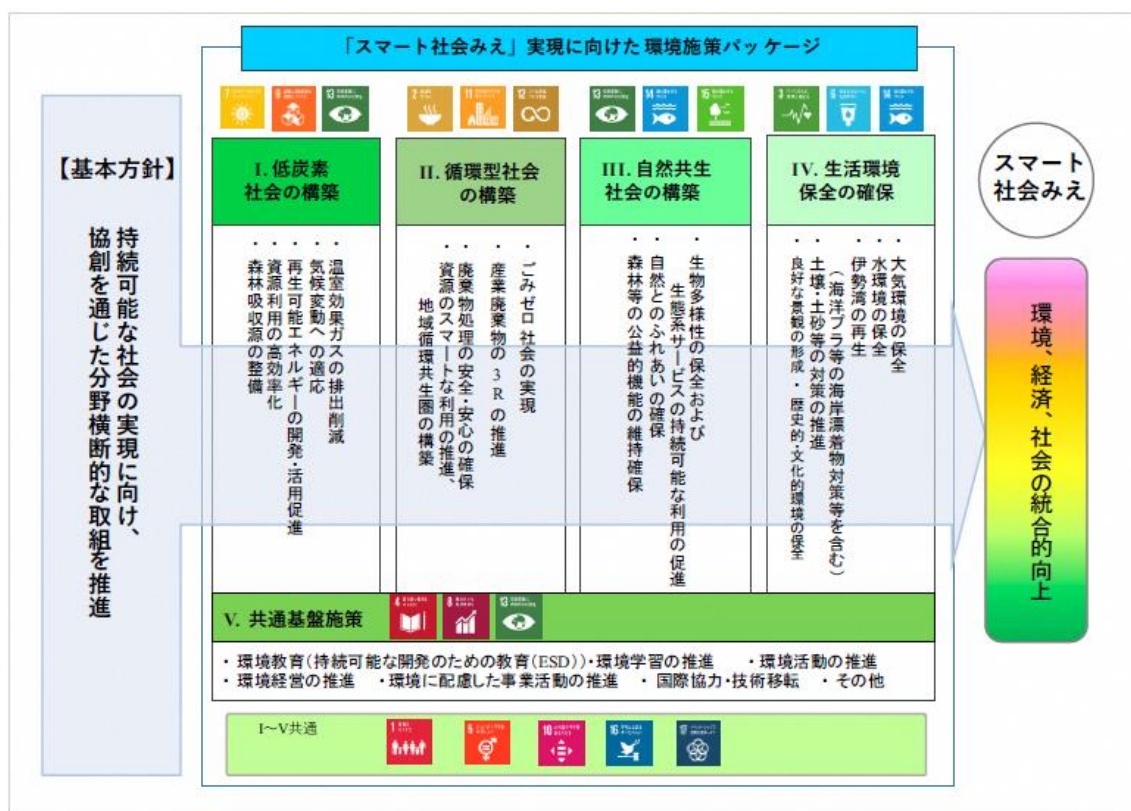 「スマート社会みえ」実現に向けた環境施策パッケージ
【基本方針】
持続可能な社会の実現に向け、
協創を通じた分野横断的な取組を推進
7
9
13
2
11
12
13
14
15
3
6
14
I. 低炭素
社会の構築
・温室効果ガスの排出削減
・気候変動への適応
・再生可能エネルギーの開発・活用促進
・資源利用の高効率化
・森林吸収源の整備
II. 循環型社会
の構築
・ごみゼロ社会の実現
・産業廃棄物の3Rの推進
・廃棄物処理の安全・安心の確保
・資源のスマートな利用の推進、
地域循環共生圏の構築
III. 自然共生
社会の構築
・生物多様性の保全および
生態系サービスの持続可能な利用の促進
・自然とのふれあいの確保
・森林等の公益的機能の維持確保
IV. 生活環境
保全の確保
・大気環境の保全
・水環境の保全
・伊勢湾の再生
（海洋プラ等の海岸漂着物対策等を含む）
・土壌・土砂等の対策の推進
・良好な景観の形成・歴史的・文化的環境の保全
V. 共通基盤施策
4
8
13
・環境教育(持続可能な開発のための教育(ESD))・環境学習の推進 ・環境活動の推進
・環境経営の推進 ・環境に配慮した事業活動の推進 ・国際協力・技術移転 ・その他
I～V共通
1
5
10
16
17
スマート
社会みえ
環境、経済、社会の統合的向上